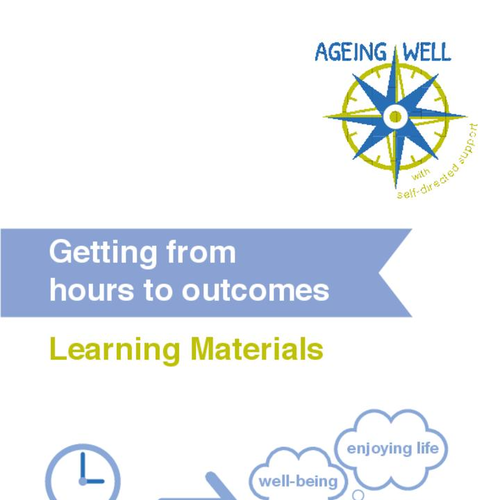 AGEING WELL
with
self-directed support
Getting from
hours to outcomes
Learning Materials
enjoying life
well-being